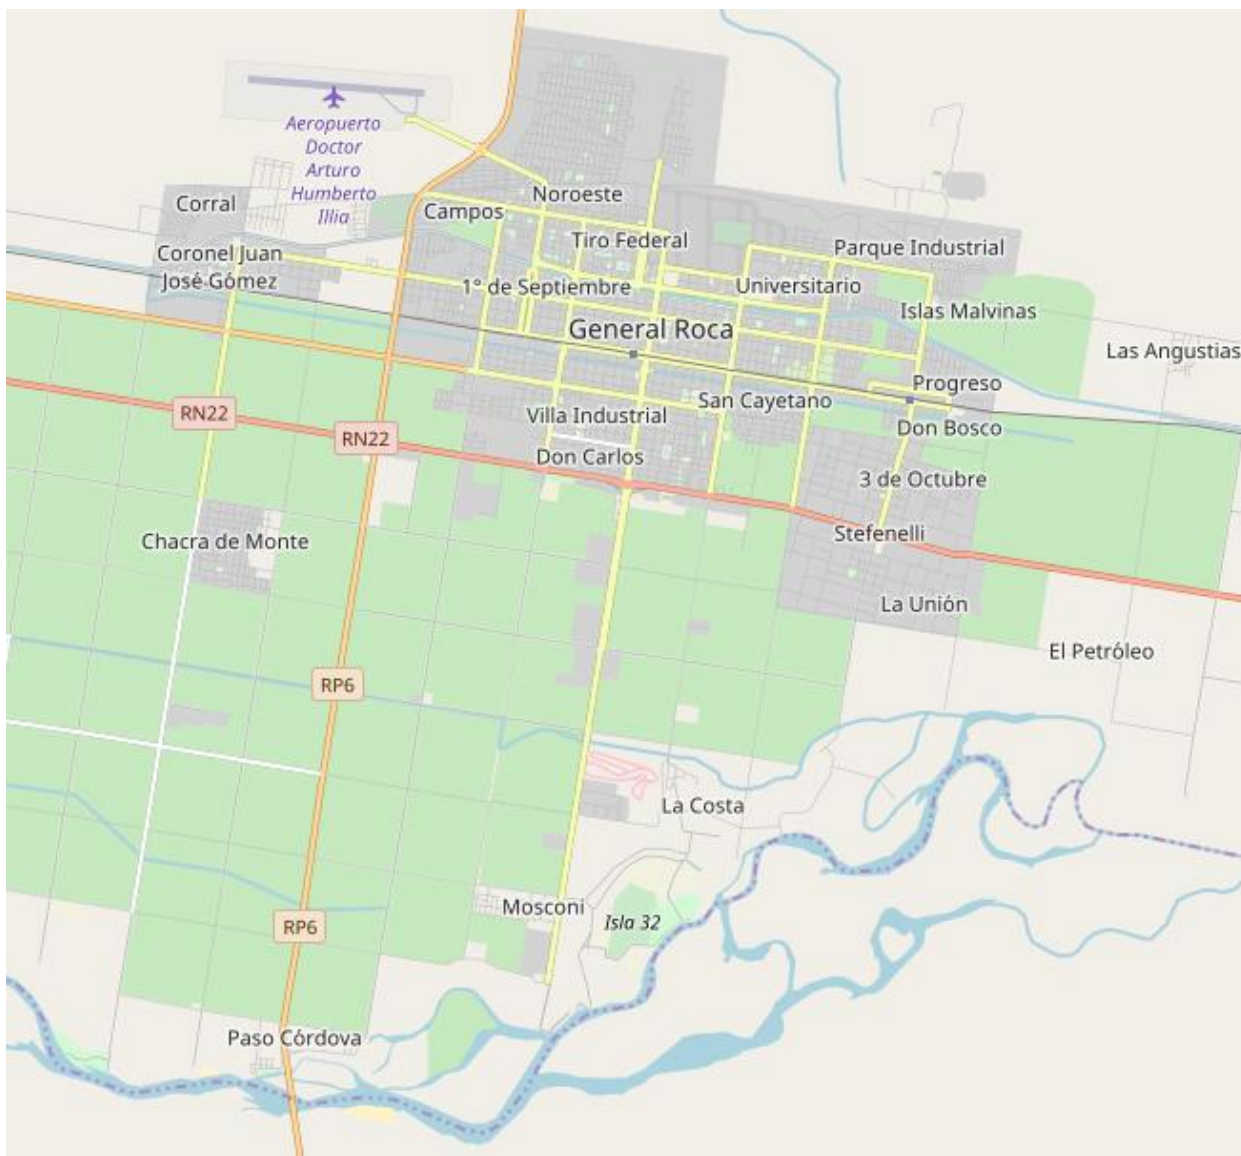 Aeropuerto
Doctor
Arturo
Humberto
Illia
Corral
Noroeste
Campos
Tiro Federal
Parque Industrial
Coronel Juan
José Gómez
1° de Septiembre
Universitario
Islas Malvinas
General Roca
Las Angustias
Progreso
San Cayetano
RN22
Villa Industrial
Don Bosco
RN22
Don Carlos
3 de Octubre
Stefenelli
Chacra de Monte
La Unión
El Petróleo
RP6
La Costa
Mosconi
Isla 32
RP6
Paso Córdova